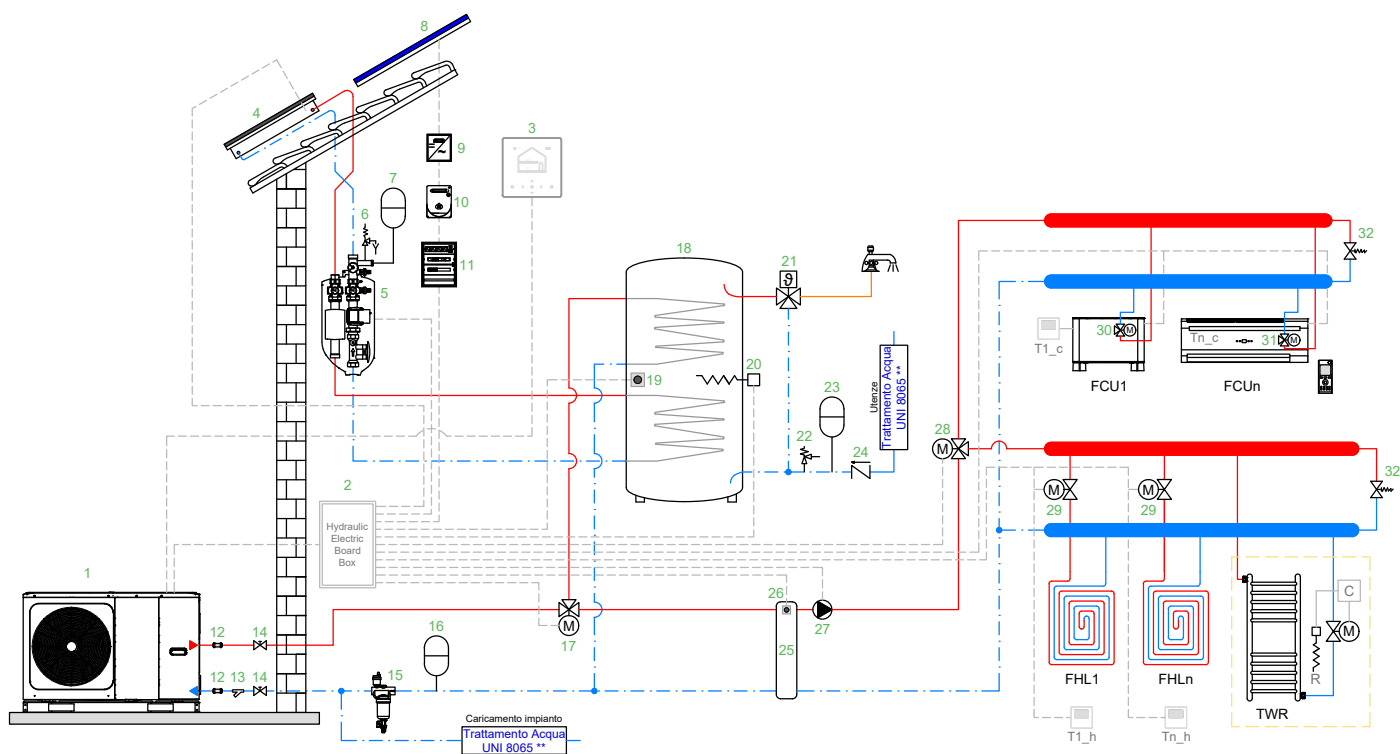 8
4
3
9
7
10
6
11
5
18
21
ϑ
32
T1_c
30
M
Tn_c
31
M
FCU1
FCUn
19
20
23
22
24
Utenze
Trattamento Acqua
UNI 8065 **
28
M
32
M
29
M
29
2
Hydraulic
Electric
Board
Box
1
12
14
12
13
14
15
16
17
M
25
26
27
C
M
R
FHL1
FHLn
TWR
T1_h
Tn_h
Caricamento impianto
Trattamento Acqua
UNI 8065 **